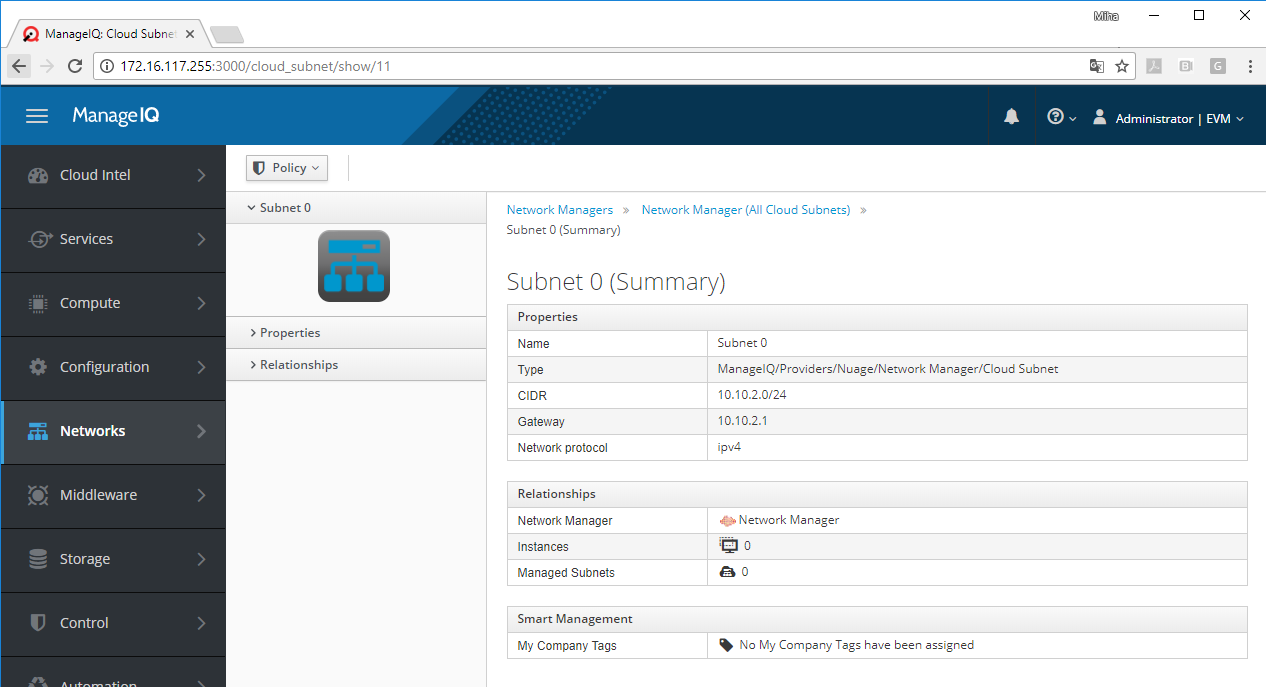 Miha
ManageIQ: Cloud Subne
172.16.117.255:3000/cloud_subnet/show/11
ManageIQ
Administrator | EVM
Cloud Intel
Services
Compute
Configuration
Networks
Middleware
Storage
Control
Automation
Policy
Subnet 0
Properties
Relationships
Network Managers » Network Manager (All Cloud Subnets) »
Subnet 0 (Summary)
Subnet 0 (Summary)
Properties
Name Subnet 0
Type ManageIQ/Providers/Nuage/Network Manager/Cloud Subnet
CIDR 10.10.2.0/24
Gateway 10.10.2.1
Network protocol ipv4
Relationships
Network Manager Network Manager
Instances 0
Managed Subnets 0
Smart Management
My Company Tags No My Company Tags have been assigned